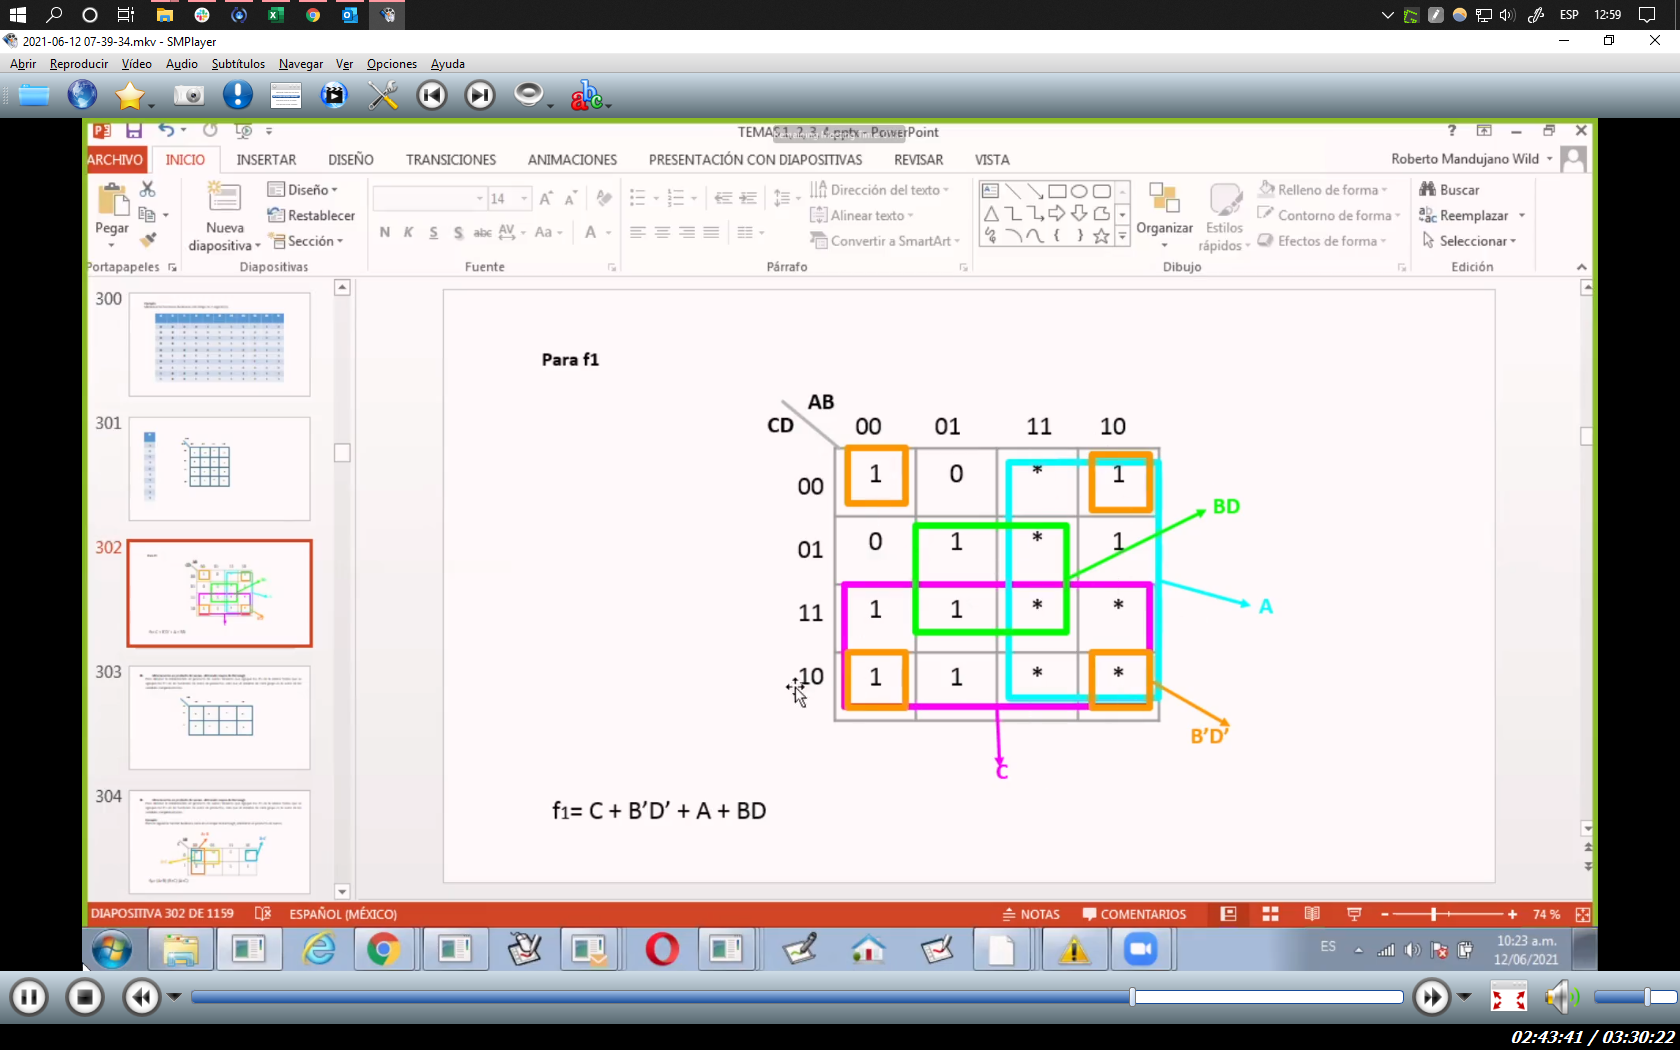 ESP 12:59
2021-06-12 07-39-34.mkv - SMPlayer
Abrir Reproducir Vídeo Audio Subtítulos Navegar Ver Opciones Ayuda
abc
TEMAS 1, 2, 3, 4.pptx - PowerPoint
ARCHIVO INICIO INSERTAR DISEÑO TRANSICIONES ANIMACIONES PRESENTACIÓN CON DIAPOSITIVAS REVISAR VISTA Roberto Mandujano Wild
Pegar
Portapapeles
Nueva diapositiva
Diseño
Restablecer
Sección
Diapositivas
14
N K S S abc AV Aa A
Fuente
Dirección del texto
Alinear texto
Convertir a SmartArt
Párrafo
Organizar
Estilos rápidos
Relleno de forma
Contorno de forma
Efectos de forma
Dibujo
Buscar
Reemplazar
Seleccionar
Edición
300
301
302
303
304
Para f1
AB
CD 00 01 11 10
00 1 0 * 1
01 0 1 * 1
11 1 1 * *
10 1 1 * *
BD
A
B'D'
C
f1= C + B'D' + A + BD
DIAPOSITIVA 302 DE 1159 ESPAÑOL (MÉXICO) NOTAS COMENTARIOS 74 %
ES 10:23 a.m.
12/06/2021
02:43:41 / 03:30:22